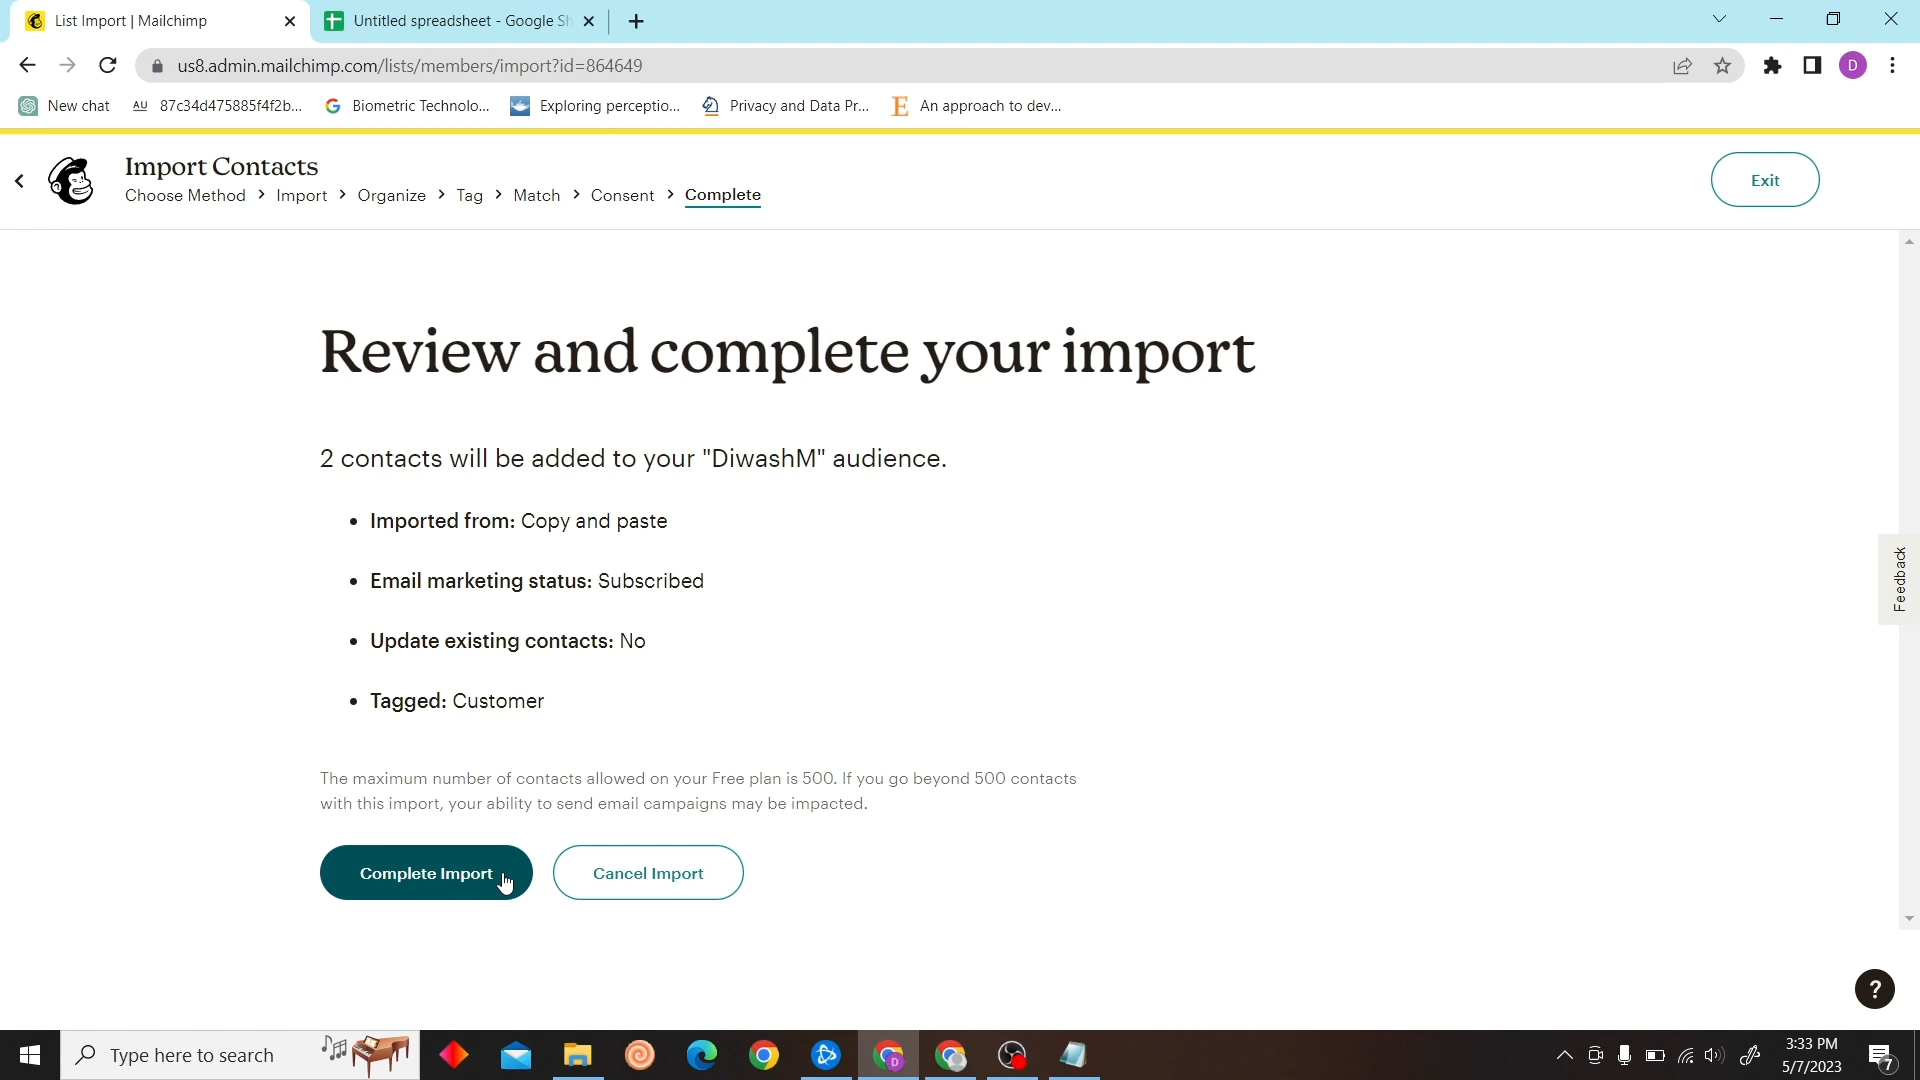 List Import | Mailchimp
Untitled spreadsheet - Google Sh
us8.admin.mailchimp.com/lists/members/import?id=864649
D
New chat
AU 87c34d475885f4f2b...
Biometric Technolo...
Exploring perceptio...
Privacy and Data Pr...
E An approach to dev...
Import Contacts
Choose Method > Import > Organize > Tag > Match > Consent > Complete
Exit
Review and complete your import
2 contacts will be added to your "DiwashM" audience.
• Imported from: Copy and paste
• Email marketing status: Subscribed
• Update existing contacts: No
• Tagged: Customer
Feedback
The maximum number of contacts allowed on your Free plan is 500. If you go beyond 500 contacts
with this import, your ability to send email campaigns may be impacted.
Complete Import
Cancel Import
?
Type here to search
D
3:33 PM
5/7/2023
7